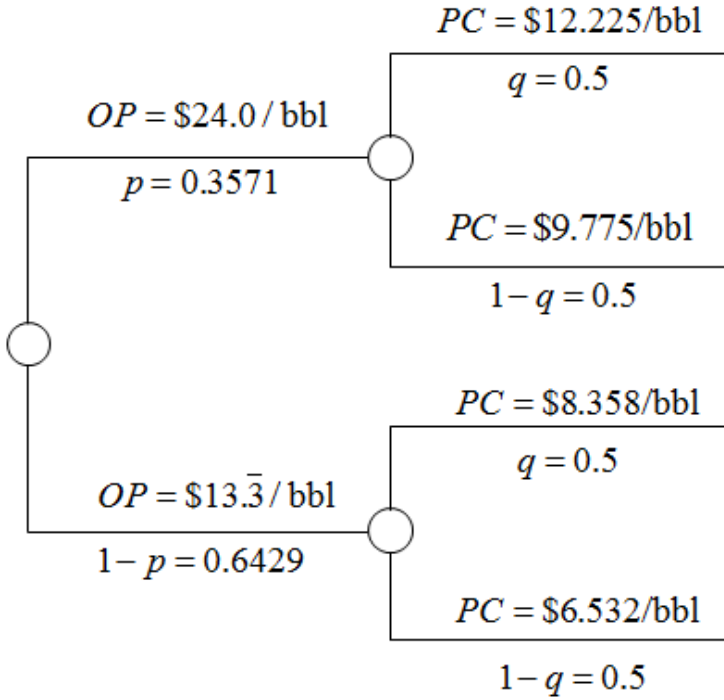 PC = $12.225/bbl
q = 0.5
OP = $24.0 / bbl
p = 0.3571
PC = $9.775/bbl
1− q = 0.5
PC = $8.358/bbl
q = 0.5
OP = $13.3̅ / bbl
1− p = 0.6429
PC = $6.532/bbl
1− q = 0.5